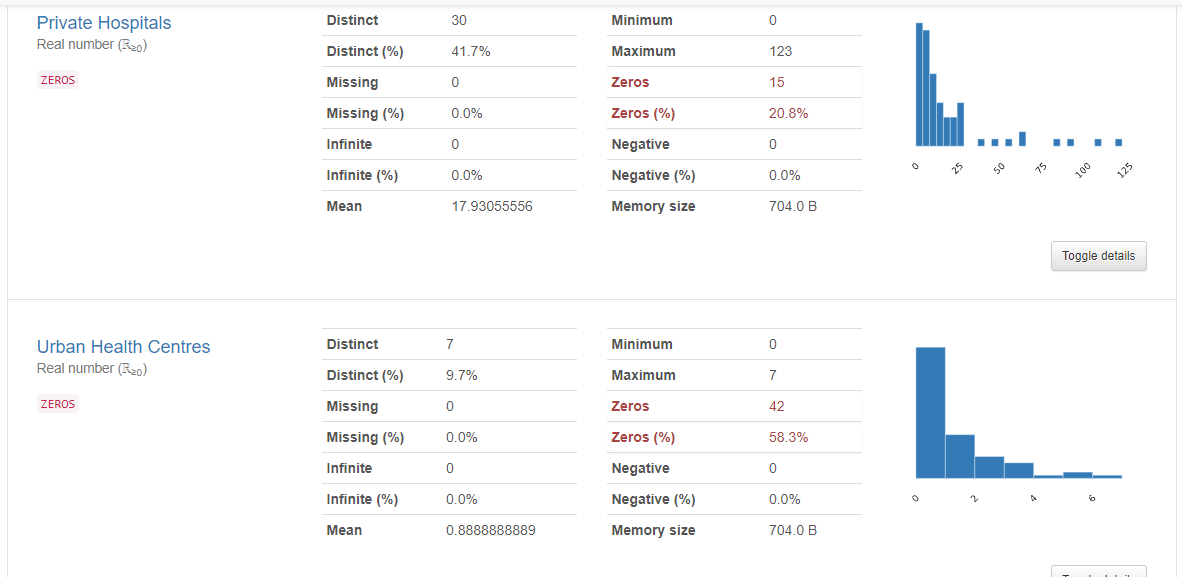 Private Hospitals
Real number (ℝ≥0)
ZEROS
Distinct 30
Distinct (%) 41.7%
Missing 0
Missing (%) 0.0%
Infinite 0
Infinite (%) 0.0%
Mean 17.93055556
Minimum 0
Maximum 123
Zeros 15
Zeros (%) 20.8%
Negative 0
Negative (%) 0.0%
Memory size 704.0 B
0 25 50 75 100 125
Toggle details
Urban Health Centres
Real number (ℝ≥0)
ZEROS
Distinct 7
Distinct (%) 9.7%
Missing 0
Missing (%) 0.0%
Infinite 0
Infinite (%) 0.0%
Mean 0.8888888889
Minimum 0
Maximum 7
Zeros 42
Zeros (%) 58.3%
Negative 0
Negative (%) 0.0%
Memory size 704.0 B
0 2 4 6